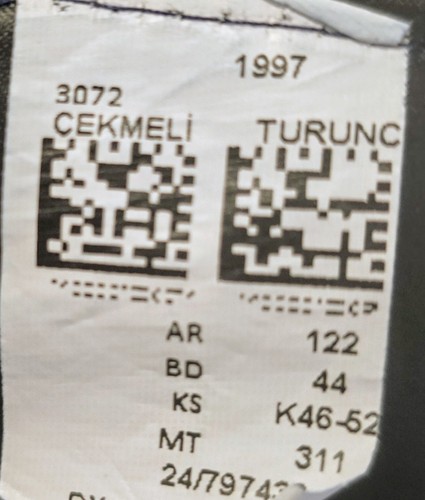 1997
3072
ÇEKMELİ TURUNC
AR 122
BD 44
KS K46-52
MT 311